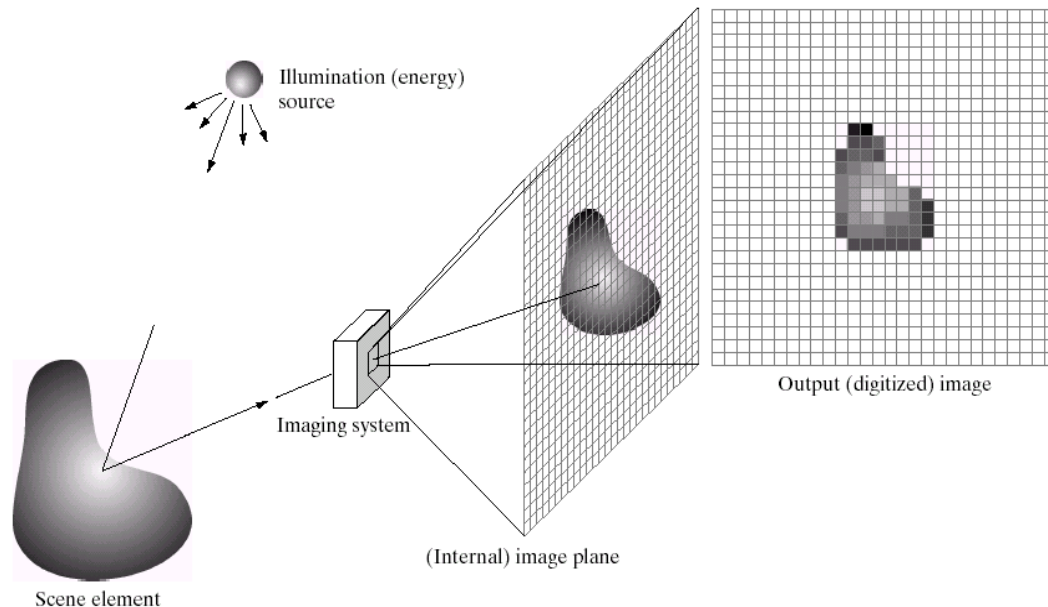 Illumination (energy)
source
Output (digitized) image
Imaging system
(Internal) image plane
Scene element